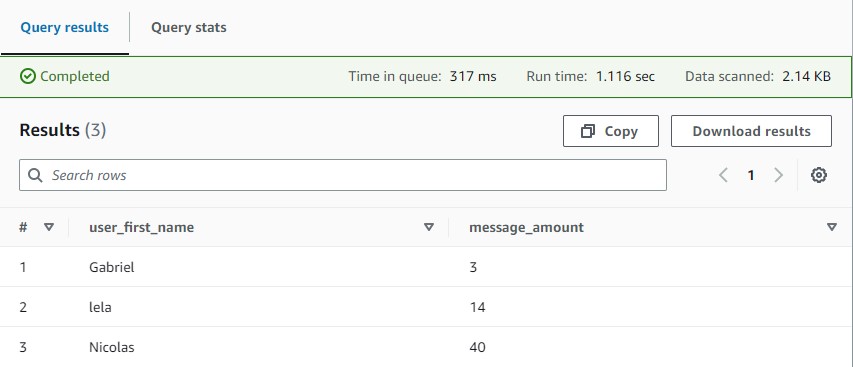 Query results Query stats
Completed Time in queue: 317 ms Run time: 1.116 sec Data scanned: 2.14 KB
Results (3) Copy Download results
Search rows 1
# user_first_name message_amount
1 Gabriel 3
2 lela 14
3 Nicolas 40